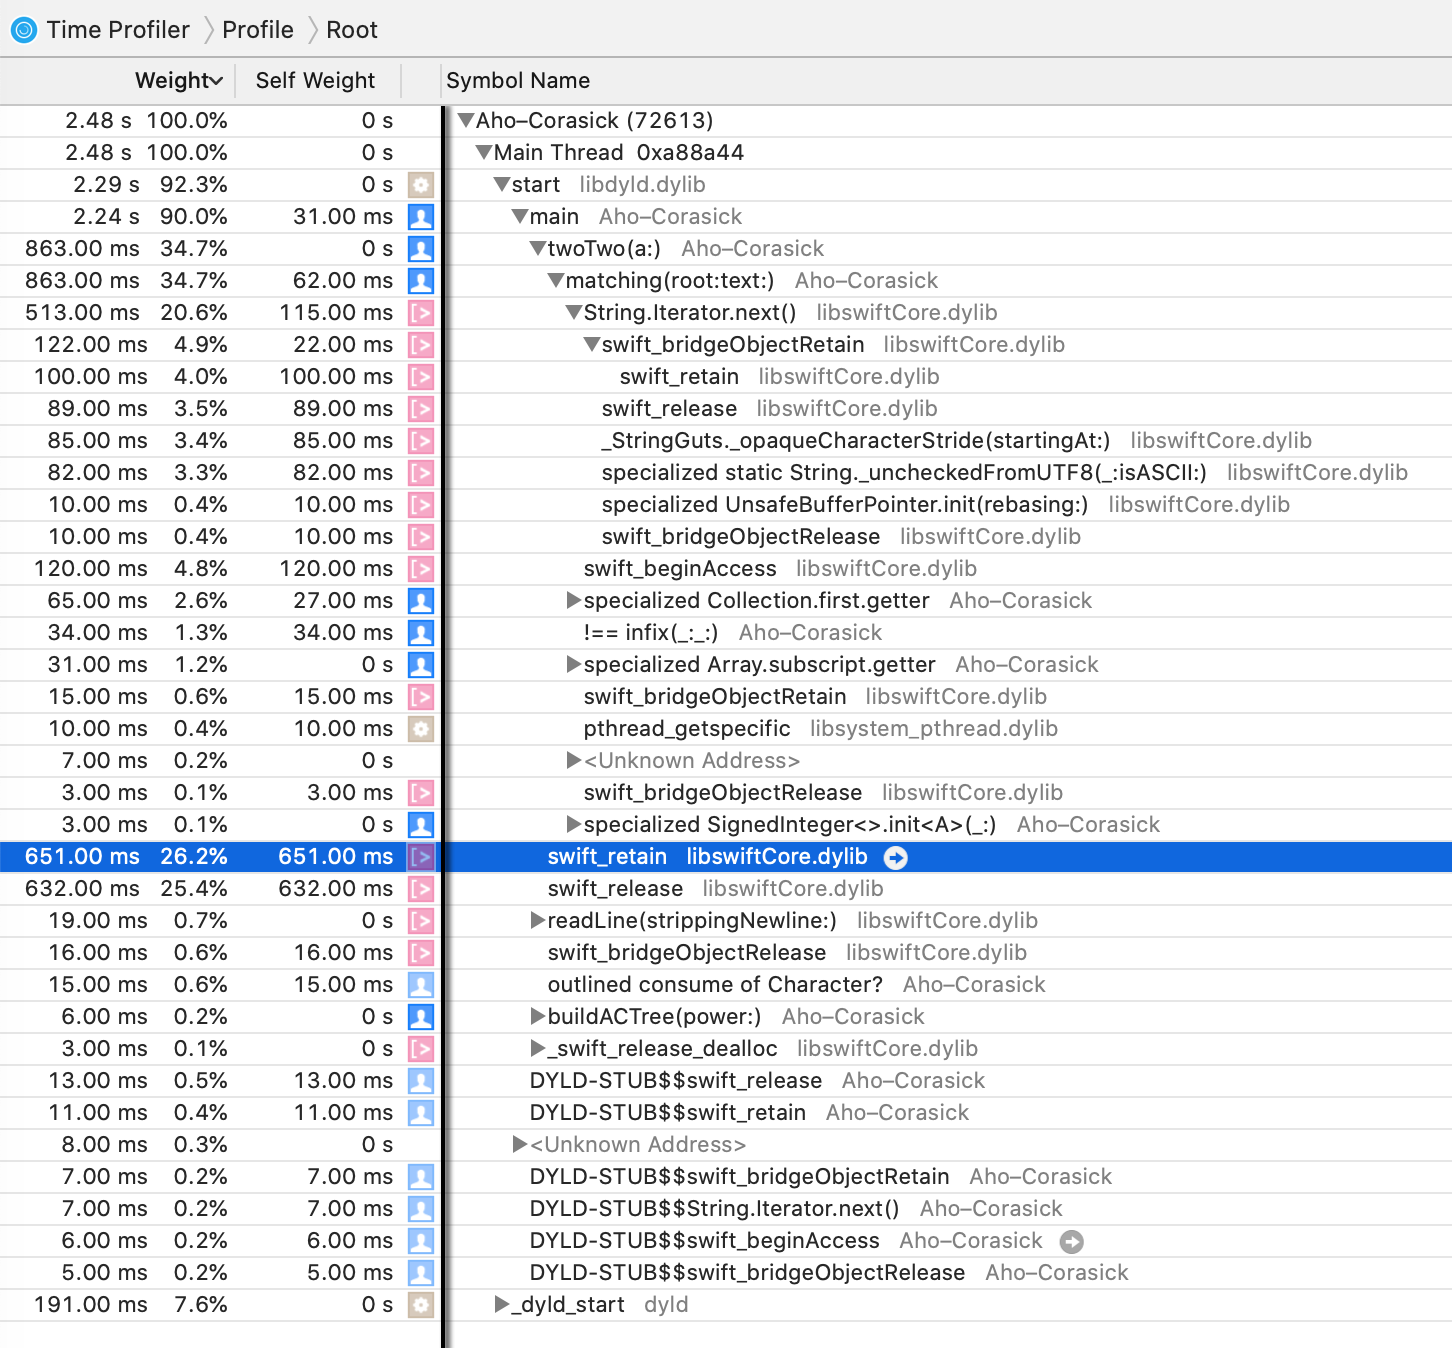 Time Profiler Profile Root
Weight Self Weight Symbol Name
2.48 s 100.0% 0 s Aho–Corasick (72613)
2.48 s 100.0% 0 s Main Thread 0xa88a44
2.29 s 92.3% 0 s start libdyld.dylib
2.24 s 90.0% 31.00 ms main Aho–Corasick
863.00 ms 34.7% 0 s twoTwo(a:) Aho–Corasick
863.00 ms 34.7% 62.00 ms matching(root:text:) Aho–Corasick
513.00 ms 20.6% 115.00 ms String.Iterator.next() libswiftCore.dylib
122.00 ms 4.9% 22.00 ms swift_bridgeObjectRetain libswiftCore.dylib
100.00 ms 4.0% 100.00 ms swift_retain libswiftCore.dylib
89.00 ms 3.5% 89.00 ms swift_release libswiftCore.dylib
85.00 ms 3.4% 85.00 ms _StringGuts._opaqueCharacterStride(startingAt:) libswiftCore.dylib
82.00 ms 3.3% 82.00 ms specialized static String._uncheckedFromUTF8(_:isASCII:) libswiftCore.dylib
10.00 ms 0.4% 10.00 ms specialized UnsafeBufferPointer.init(rebasing:) libswiftCore.dylib
10.00 ms 0.4% 10.00 ms swift_bridgeObjectRelease libswiftCore.dylib
120.00 ms 4.8% 120.00 ms swift_beginAccess libswiftCore.dylib
65.00 ms 2.6% 27.00 ms specialized Collection.first.getter Aho–Corasick
34.00 ms 1.3% 34.00 ms !== infix(_:_:) Aho–Corasick
31.00 ms 1.2% 0 s specialized Array.subscript.getter Aho–Corasick
15.00 ms 0.6% 15.00 ms swift_bridgeObjectRetain libswiftCore.dylib
10.00 ms 0.4% 10.00 ms pthread_getspecific libsystem_pthread.dylib
7.00 ms 0.2% 0 s <Unknown Address>
3.00 ms 0.1% 3.00 ms swift_bridgeObjectRelease libswiftCore.dylib
3.00 ms 0.1% 0 s specialized SignedInteger<>.init<A>(_:) Aho–Corasick
651.00 ms 26.2% 651.00 ms swift_retain libswiftCore.dylib
632.00 ms 25.4% 632.00 ms swift_release libswiftCore.dylib
19.00 ms 0.7% 0 s readLine(strippingNewline:) libswiftCore.dylib
16.00 ms 0.6% 16.00 ms swift_bridgeObjectRelease libswiftCore.dylib
15.00 ms 0.6% 15.00 ms outlined consume of Character? Aho–Corasick
6.00 ms 0.2% 0 s buildACTree(power:) Aho–Corasick
3.00 ms 0.1% 0 s _swift_release_dealloc libswiftCore.dylib
13.00 ms 0.5% 13.00 ms DYLD-STUB$$swift_release Aho–Corasick
11.00 ms 0.4% 11.00 ms DYLD-STUB$$swift_retain Aho–Corasick
8.00 ms 0.3% 0 s <Unknown Address>
7.00 ms 0.2% 7.00 ms DYLD-STUB$$swift_bridgeObjectRetain Aho–Corasick
7.00 ms 0.2% 7.00 ms DYLD-STUB$$String.Iterator.next() Aho–Corasick
6.00 ms 0.2% 6.00 ms DYLD-STUB$$swift_beginAccess Aho–Corasick
5.00 ms 0.2% 5.00 ms DYLD-STUB$$swift_bridgeObjectRelease Aho–Corasick
191.00 ms 7.6% 0 s _dyld_start dyld